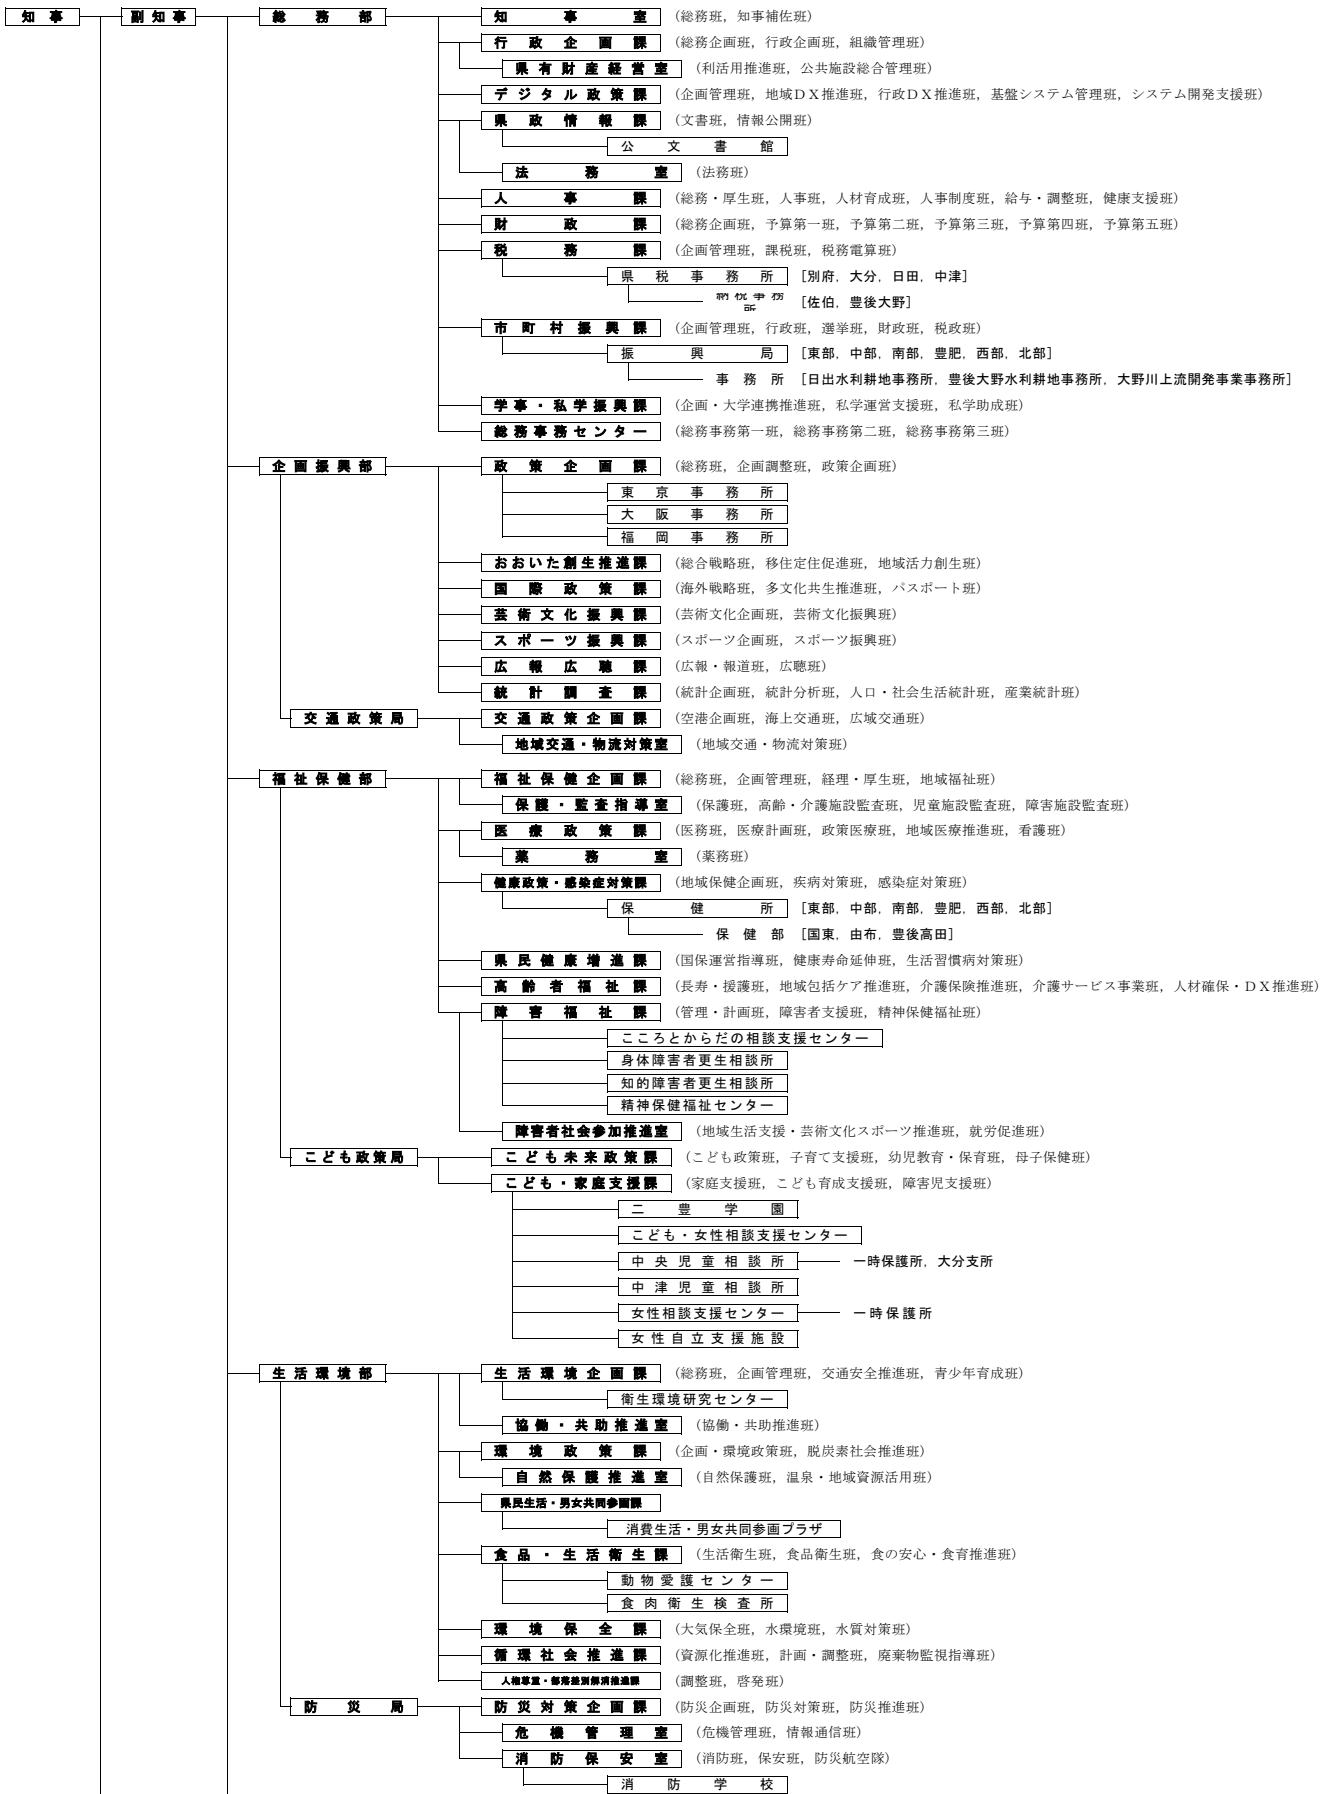 知事 副知事 総務部 知事室 (総務班，知事補佐班)
行政企画課 (総務企画班，行政企画班，組織管理班)
県有財産経営室 (利活用推進班，公共施設総合管理班)
デジタル政策課 (企画管理班，地域ＤＸ推進班，行政ＤＸ推進班，基盤システム管理班，システム開発支援班)
県政情報課 (文書班，情報公開班)
公文書館
法務室 (法務班)
人事課 (総務・厚生班，人事班，人材育成班，人事制度班，給与・調整班，健康支援班)
財政課 (総務企画班，予算第一班，予算第二班，予算第三班，予算第四班，予算第五班)
税務課 (企画管理班，課税班，税務電算班)
県税事務所 [別府，大分，日田，中津]
納税事務所 [佐伯，豊後大野]
市町村振興課 (企画管理班，行政班，選挙班，財政班，税政班)
振興局 [東部，中部，南部，豊肥，西部，北部]
事務所 [日出水利耕地事務所，豊後大野水利耕地事務所，大野川上流開発事業事務所]
学事・私学振興課 (企画・大学連携推進班，私学運営支援班，私学助成班)
総務事務センター (総務事務第一班，総務事務第二班，総務事務第三班)
企画振興部 政策企画課 (総務班，企画調整班，政策企画班)
東京事務所
大阪事務所
福岡事務所
おおいた創生推進課 (総合戦略班，移住定住促進班，地域活力創生班)
国際政策課 (海外戦略班，多文化共生推進班，パスポート班)
芸術文化振興課 (芸術文化企画班，芸術文化振興班)
スポーツ振興課 (スポーツ企画班，スポーツ振興班)
広報広聴課 (広報・報道班，広聴班)
統計調査課 (統計企画班，統計分析班，人口・社会生活統計班，産業統計班)
交通政策局 交通政策企画課 (空港企画班，海上交通班，広域交通班)
地域交通・物流対策室 (地域交通・物流対策班)
福祉保健部 福祉保健企画課 (総務班，企画管理班，経理・厚生班，地域福祉班)
保護・監査指導室 (保護班，高齢・介護施設監査班，児童施設監査班，障害施設監査班)
医療政策課 (医務班，医療計画班，政策医療班，地域医療推進班，看護班)
薬務室 (薬務班)
健康政策・感染症対策課 (地域保健企画班，疾病対策班，感染症対策班)
保健所 [東部，中部，南部，豊肥，西部，北部]
保健部 [国東，由布，豊後高田]
県民健康増進課 (国保運営指導班，健康寿命延伸班，生活習慣病対策班)
高齢者福祉課 (長寿・援護班，地域包括ケア推進班，介護保険推進班，介護サービス事業班，人材確保・ＤＸ推進班)
障害福祉課 (管理・計画班，障害者支援班，精神保健福祉班)
こころとからだの相談支援センター
身体障害者更生相談所
知的障害者更生相談所
精神保健福祉センター
障害者社会参加推進室 (地域生活支援・芸術文化スポーツ推進班，就労促進班)
こども政策局 こども未来政策課 (こども政策班，子育て支援班，幼児教育・保育班，母子保健班)
こども・家庭支援課 (家庭支援班，こども育成支援班，障害児支援班)
二豊学園
こども・女性相談支援センター
中央児童相談所 一時保護所，大分支所
中津児童相談所
女性相談支援センター 一時保護所
女性自立支援施設
生活環境部 生活環境企画課 (総務班，企画管理班，交通安全推進班，青少年育成班)
衛生環境研究センター
協働・共助推進室 (協働・共助推進班)
環境政策課 (企画・環境政策班，脱炭素社会推進班)
自然保護推進室 (自然保護班，温泉・地域資源活用班)
県民生活・男女共同参画課
消費生活・男女共同参画プラザ
食品・生活衛生課 (生活衛生班，食品衛生班，食の安心・食育推進班)
動物愛護センター
食肉衛生検査所
環境保全課 (大気保全班，水環境班，水質対策班)
循環社会推進課 (資源化推進班，計画・調整班，廃棄物監視指導班)
人権尊重・部落差別解消推進課 (調整班，啓発班)
防災局 防災対策企画課 (防災企画班，防災対策班，防災推進班)
危機管理室 (危機管理班，情報通信班)
消防保安室 (消防班，保安班，防災航空隊)
消防学校